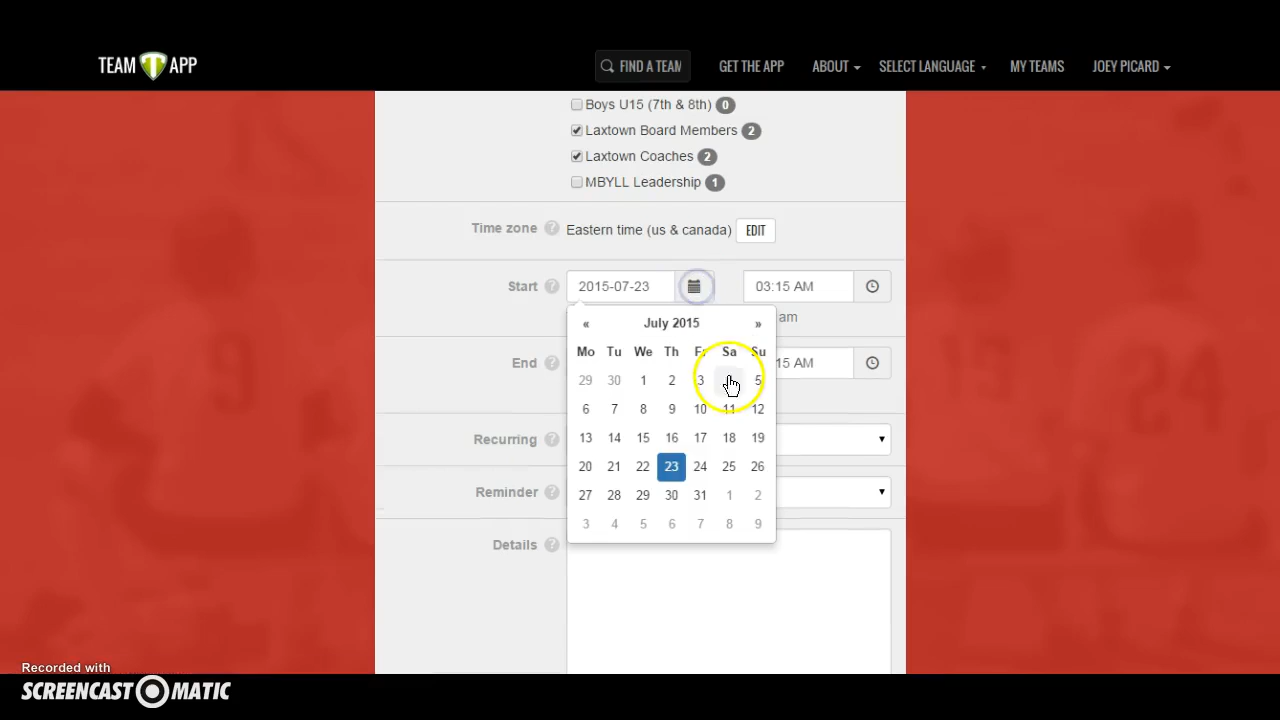 TEAM T APP
FIND A TEAM
GET THE APP
ABOUT
SELECT LANGUAGE
MY TEAMS
JOEY PICARD
Boys U15 (7th & 8th) 0
Laxtown Board Members 2
Laxtown Coaches 2
MBYLL Leadership 1
Time zone ? Eastern time (us & canada) EDIT
Start ? 2015-07-23 03:15 AM
am
« July 2015 »
Mo Tu We Th Fr Sa Su
End ? 15 AM
29 30 1 2 3 5
6 7 8 9 10 11 12
Recurring ? 13 14 15 16 17 18 19
20 21 22 23 24 25 26
Reminder ? 27 28 29 30 31 1 2
3 4 5 6 7 8 9
Details ?
Recorded with
SCREENCAST MATIC